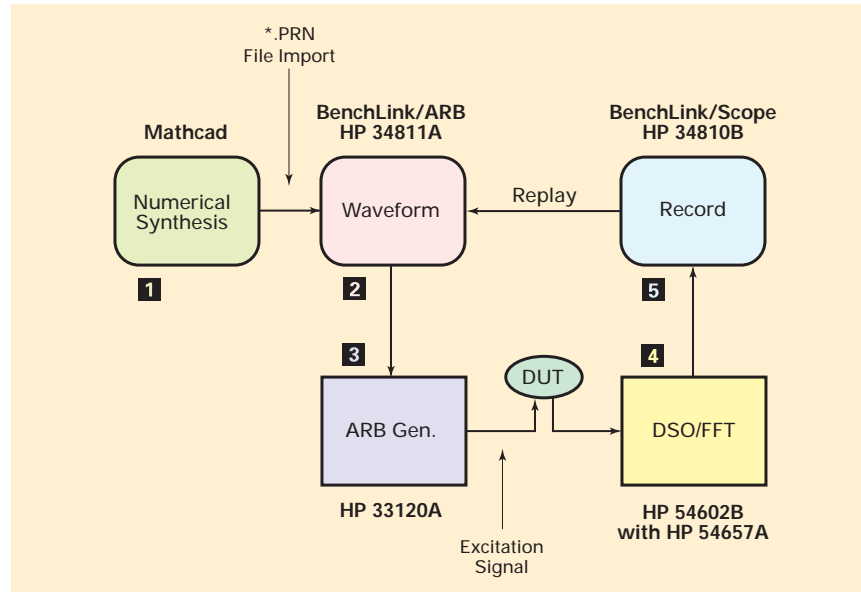 *.PRN
File Import
Mathcad
BenchLink/ARB
HP 34811A
BenchLink/Scope
HP 34810B
Numerical
Synthesis
Waveform
Replay
Record
1
2
5
3
4
DUT
ARB Gen.
DSO/FFT
HP 33120A
HP 54602B
with HP 54657A
Excitation
Signal